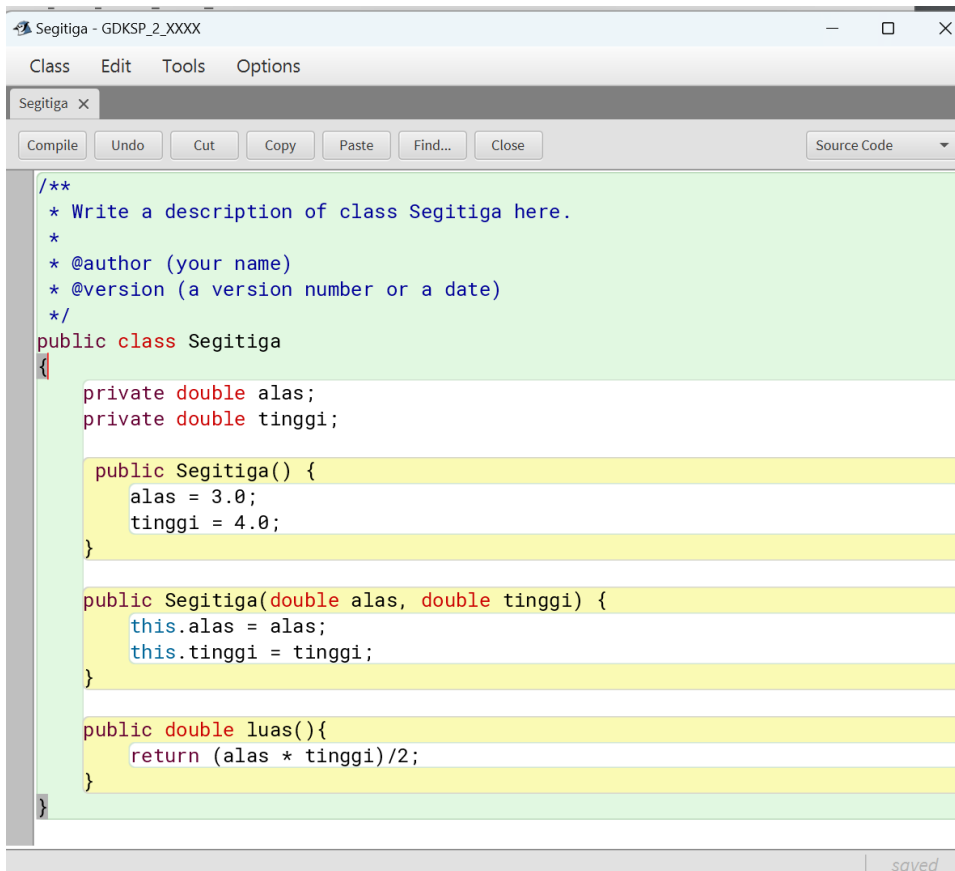 Segitiga - GDKSP_2_XXXX
Class Edit Tools Options
Segitiga
Compile Undo Cut Copy Paste Find... Close Source Code
/**
 * Write a description of class Segitiga here.
 *
 * @author (your name)
 * @version (a version number or a date)
 */
public class Segitiga
{
    private double alas;
    private double tinggi;

     public Segitiga() {
        alas = 3.0;
        tinggi = 4.0;
    }

    public Segitiga(double alas, double tinggi) {
        this.alas = alas;
        this.tinggi = tinggi;
    }

    public double luas(){
        return (alas * tinggi)/2;
    }
}
saved